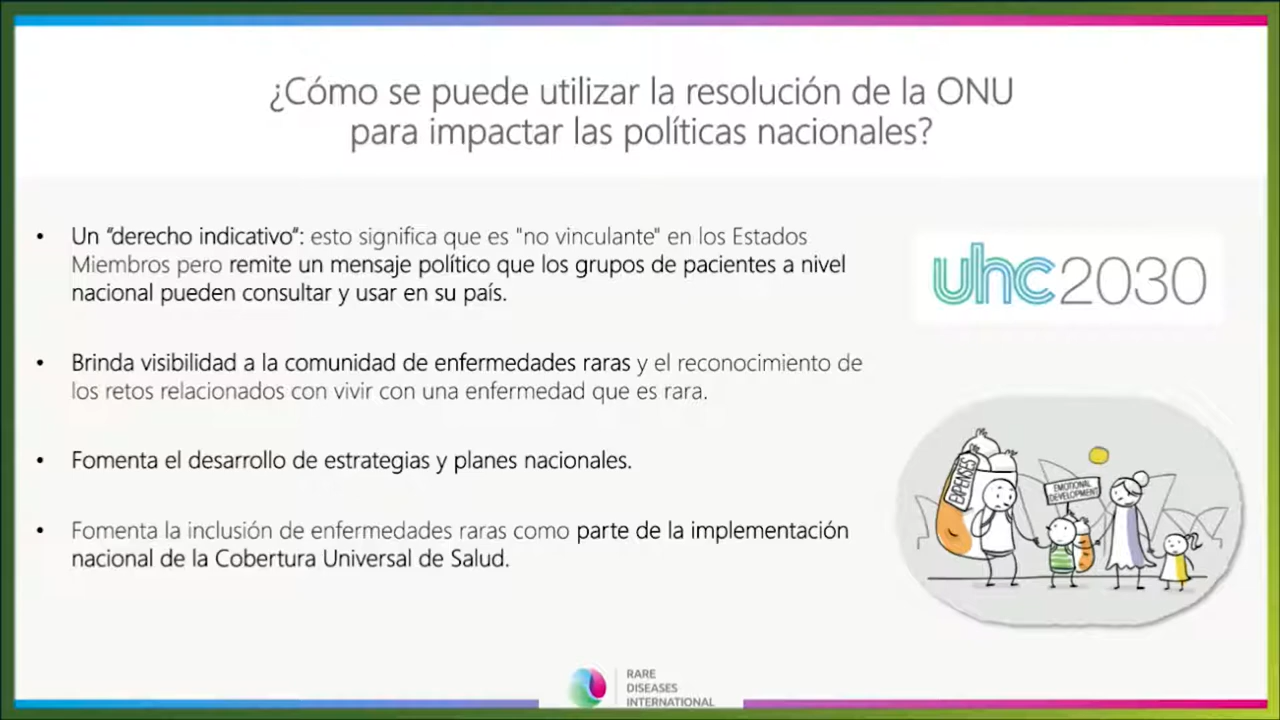 ¿Cómo se puede utilizar la resolución de la ONU
para impactar las políticas nacionales?
• Un “derecho indicativo“: esto significa que es "no vinculante" en los Estados
Miembros pero remite un mensaje político que los grupos de pacientes a nivel
nacional pueden consultar y usar en su país.
• Brinda visibilidad a la comunidad de enfermedades raras y el reconocimiento de
los retos relacionados con vivir con una enfermedad que es rara.
• Fomenta el desarrollo de estrategias y planes nacionales.
• Fomenta la inclusión de enfermedades raras como parte de la implementación
nacional de la Cobertura Universal de Salud.
uhc2030
EXPENSES
EMOTIONAL
DEVELOPMENT
RARE
DISEASES
INTERNATIONAL